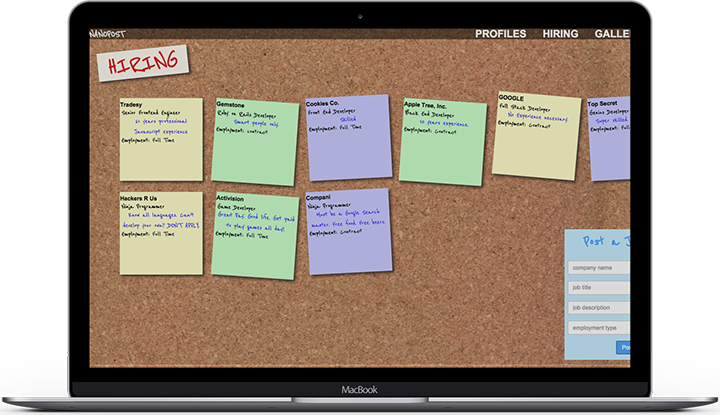 NANOPOST
PROFILES HIRING GALLE
HIRING
Tradesy
Senior Frontend Engineer
years professional
Javascript experience
Employment: Full Time
Gemstone
Ruby on Rails Developer
Smart people only
Employment: Contract
Cookies Co.
Front End Developer
Skilled
Employment: Full Time
Apple Tree, Inc.
Back End Developer
10 years experience
Employment: Contract
GOOGLE
Full Stack Developer
No experience necessary
Employment: Contract
Top Secret
Genius Developer
Super skilled
Employment: Full
Hackers R Us
Ninja Programmer
Know all languages. Can't
develop for DON'T APPLY
Employment: Full Time
Activision
Game Developer
Great Pay. Good life. Get paid
to play games all day!
Employment: Full Time
Compani
Ninja Programmer
Must be a Google Search
master. Free food Free beers
Employment: Contract
Post a J
company name
job title
job description
employment type
Po
MacBook